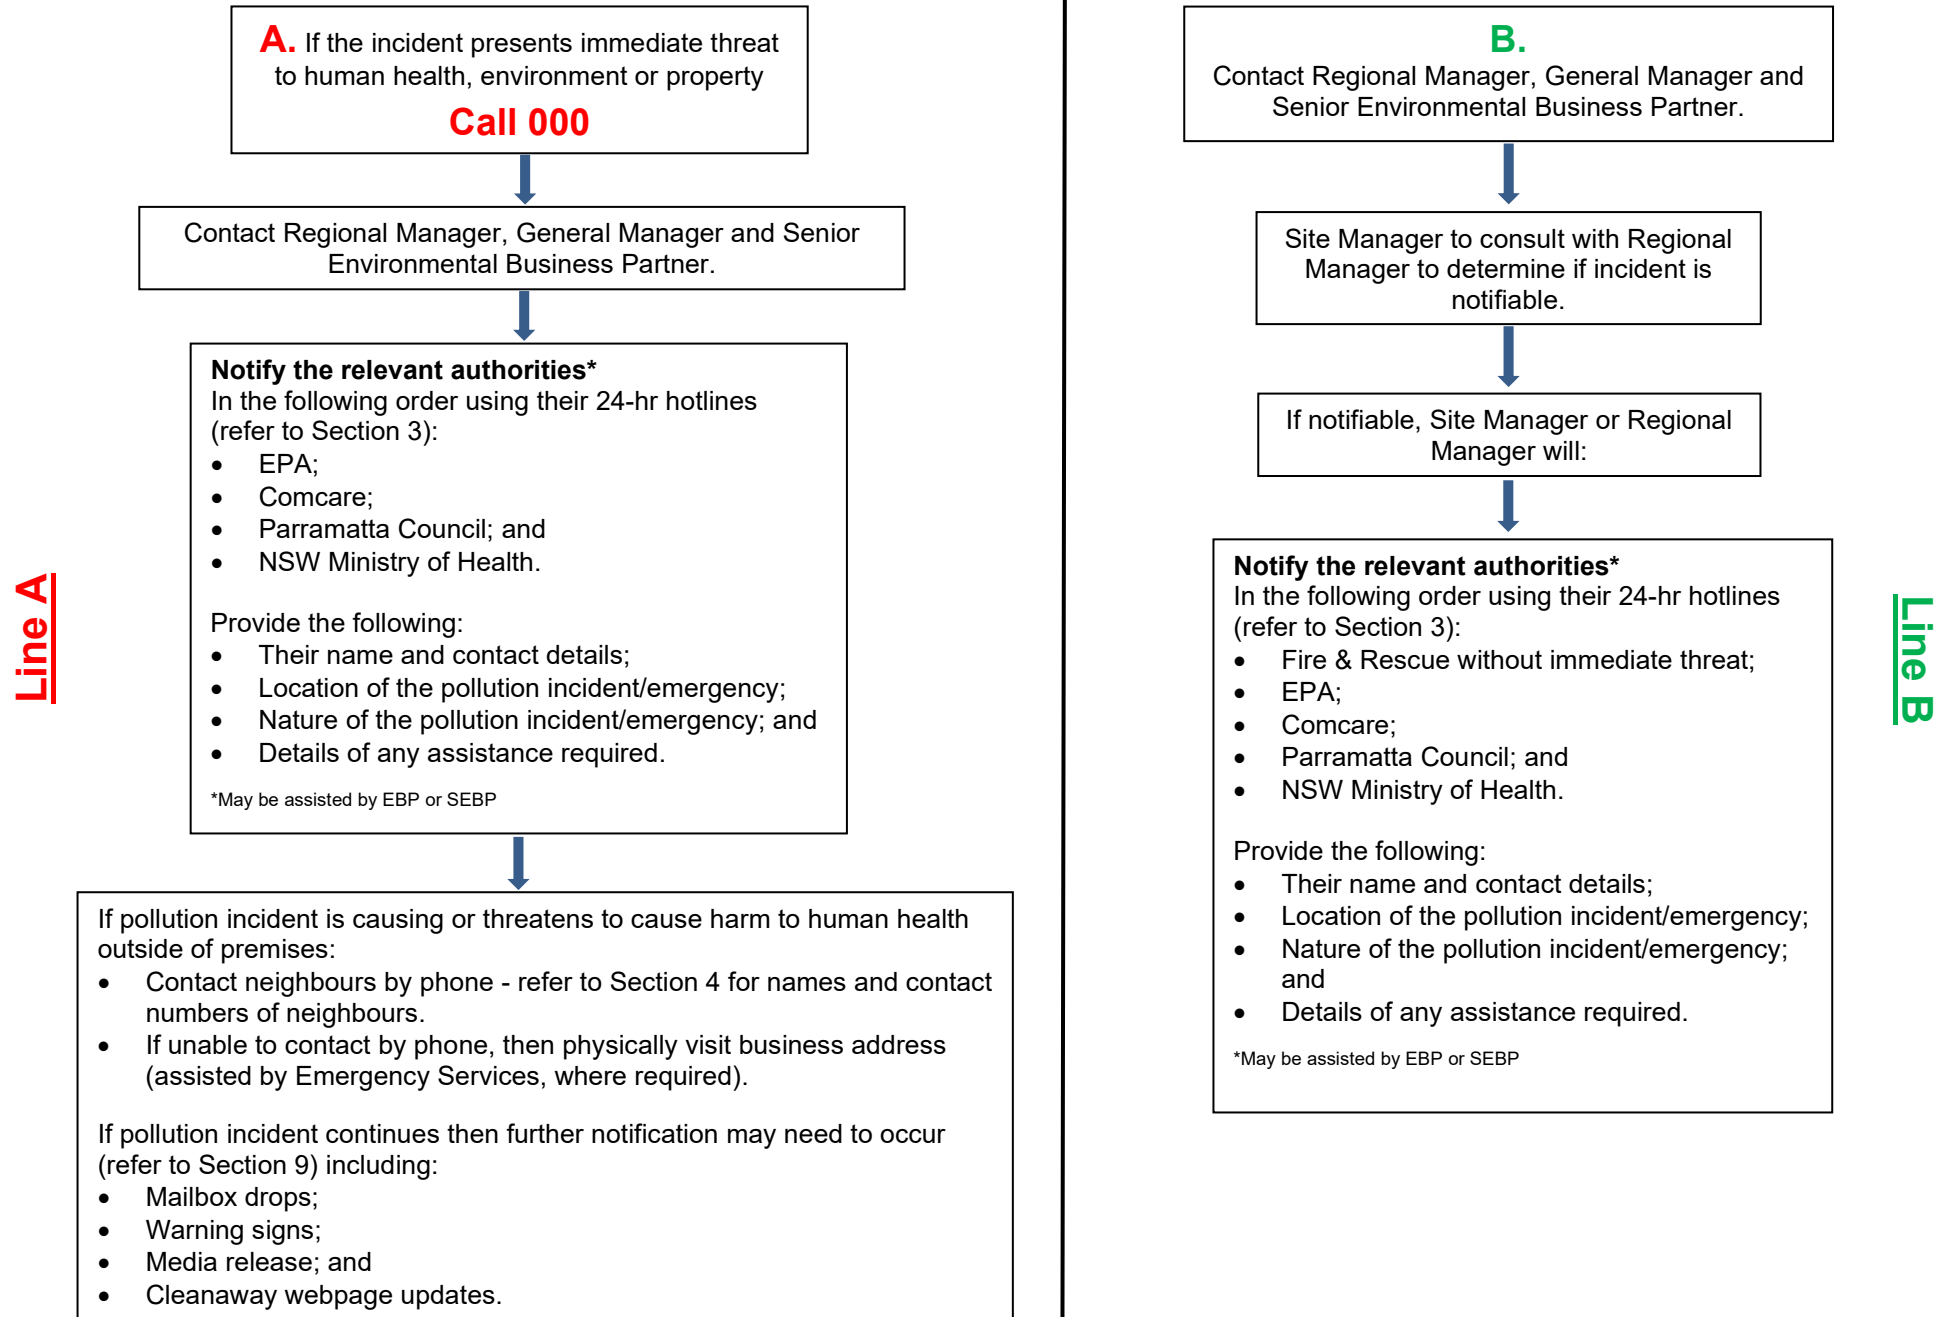 A. If the incident presents immediate threat
to human health, environment or property
Call 000
Contact Regional Manager, General Manager and Senior
Environmental Business Partner.
Notify the relevant authorities*
In the following order using their 24-hr hotlines
(refer to Section 3):
• EPA;
• Comcare;
• Parramatta Council; and
• NSW Ministry of Health.
Provide the following:
• Their name and contact details;
• Location of the pollution incident/emergency;
• Nature of the pollution incident/emergency; and
• Details of any assistance required.
*May be assisted by EBP or SEBP
If pollution incident is causing or threatens to cause harm to human health
outside of premises:
• Contact neighbours by phone - refer to Section 4 for names and contact
numbers of neighbours.
• If unable to contact by phone, then physically visit business address
(assisted by Emergency Services, where required).
If pollution incident continues then further notification may need to occur
(refer to Section 9) including:
• Mailbox drops;
• Warning signs;
• Media release; and
• Cleanaway webpage updates.
Line A
B.
Contact Regional Manager, General Manager and
Senior Environmental Business Partner.
Site Manager to consult with Regional
Manager to determine if incident is
notifiable.
If notifiable, Site Manager or Regional
Manager will:
Notify the relevant authorities*
In the following order using their 24-hr hotlines
(refer to Section 3):
• Fire & Rescue without immediate threat;
• EPA;
• Comcare;
• Parramatta Council; and
• NSW Ministry of Health.
Provide the following:
• Their name and contact details;
• Location of the pollution incident/emergency;
• Nature of the pollution incident/emergency;
and
• Details of any assistance required.
*May be assisted by EBP or SEBP
Line B